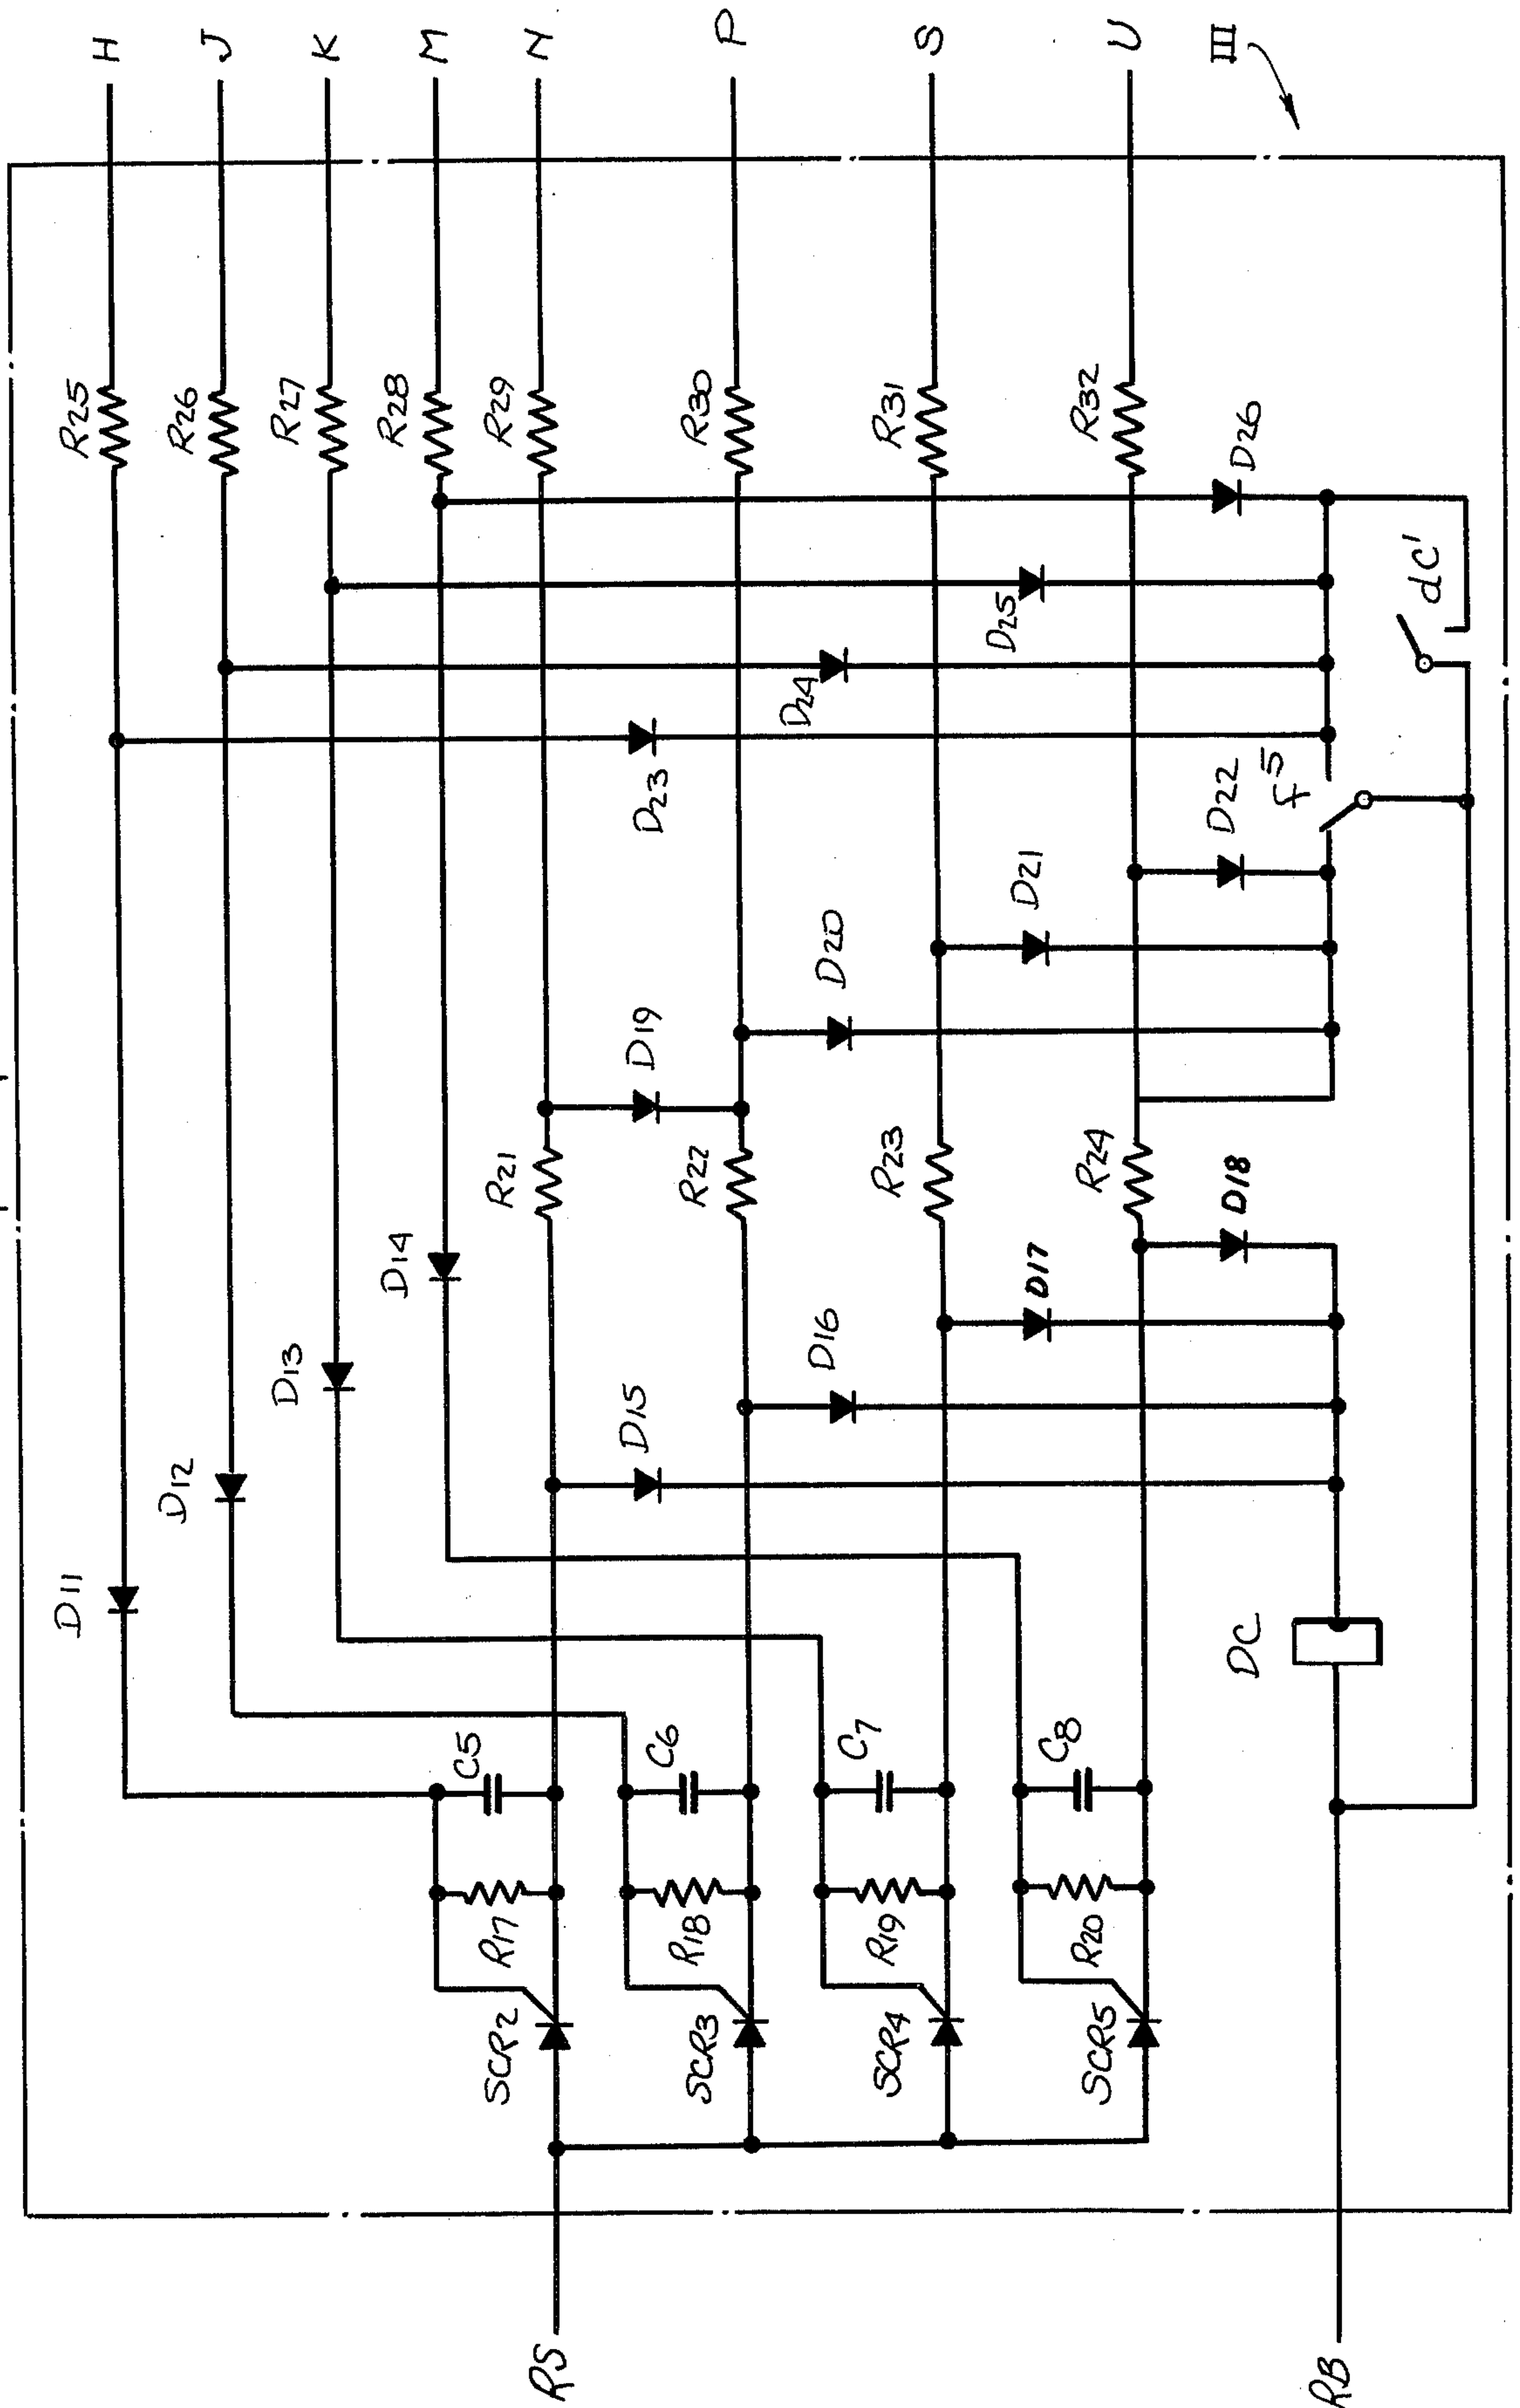 H
J
K
M
N
P
S
U
III
R25
R26
R27
R28
R29
R30
R31
R32
D26
D25
D24
D23
dC'
f5
D22
D21
D20
D19
R21
R22
R23
R24
D18
D17
D16
D15
D14
D13
D12
D11
DC
C5
C6
C7
C8
R17
R18
R19
R20
SCR2
SCR3
SCR4
SCR5
RS
RB